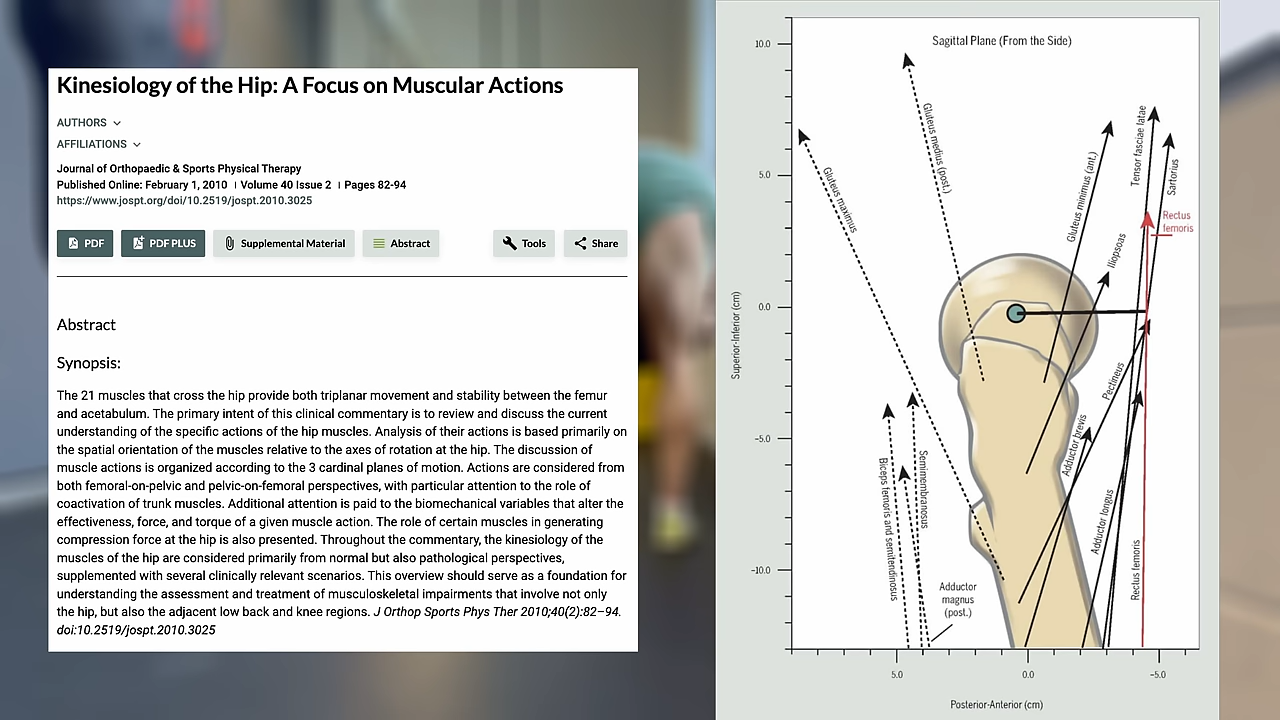 Kinesiology of the Hip: A Focus on Muscular Actions
AUTHORS
AFFILIATIONS
Journal of Orthopaedic & Sports Physical Therapy
Published Online: February 1, 2010 | Volume 40 Issue 2 | Pages 82-94
https://www.jospt.org/doi/10.2519/jospt.2010.3025
PDF
PDF PLUS
Supplemental Material
Abstract
Tools
Share
Abstract
Synopsis:
The 21 muscles that cross the hip provide both triplanar movement and stability between the femur
and acetabulum. The primary intent of this clinical commentary is to review and discuss the current
understanding of the specific actions of the hip muscles. Analysis of their actions is based primarily on
the spatial orientation of the muscles relative to the axes of rotation at the hip. The discussion of
muscle actions is organized according to the 3 cardinal planes of motion. Actions are considered from
both femoral-on-pelvic and pelvic-on-femoral perspectives, with particular attention to the role of
coactivation of trunk muscles. Additional attention is paid to the biomechanical variables that alter the
effectiveness, force, and torque of a given muscle action. The role of certain muscles in generating
compression force at the hip is also presented. Throughout the commentary, the kinesiology of the
muscles of the hip are considered primarily from normal but also pathological perspectives,
supplemented with several clinically relevant scenarios. This overview should serve as a foundation for
understanding the assessment and treatment of musculoskeletal impairments that involve not only
the hip, but also the adjacent low back and knee regions. J Orthop Sports Phys Ther 2010;40(2):82–94.
doi:10.2519/jospt.2010.3025
Sagittal Plane (From the Side)
10.0
5.0
0.0
-5.0
-10.0
Superior-Inferior (cm)
Gluteus maximus
Gluteus medius (post.)
Gluteus minimus (ant.)
Tensor fasciae latae
Sartorius
Rectus
femoris
Iliopsoas
Pectineus
Adductor brevis
Adductor longus
Rectus femoris
Biceps femoris and semitendinosus
Semimembranosus
Adductor
magnus
(post.)
5.0
0.0
-5.0
Posterior-Anterior (cm)